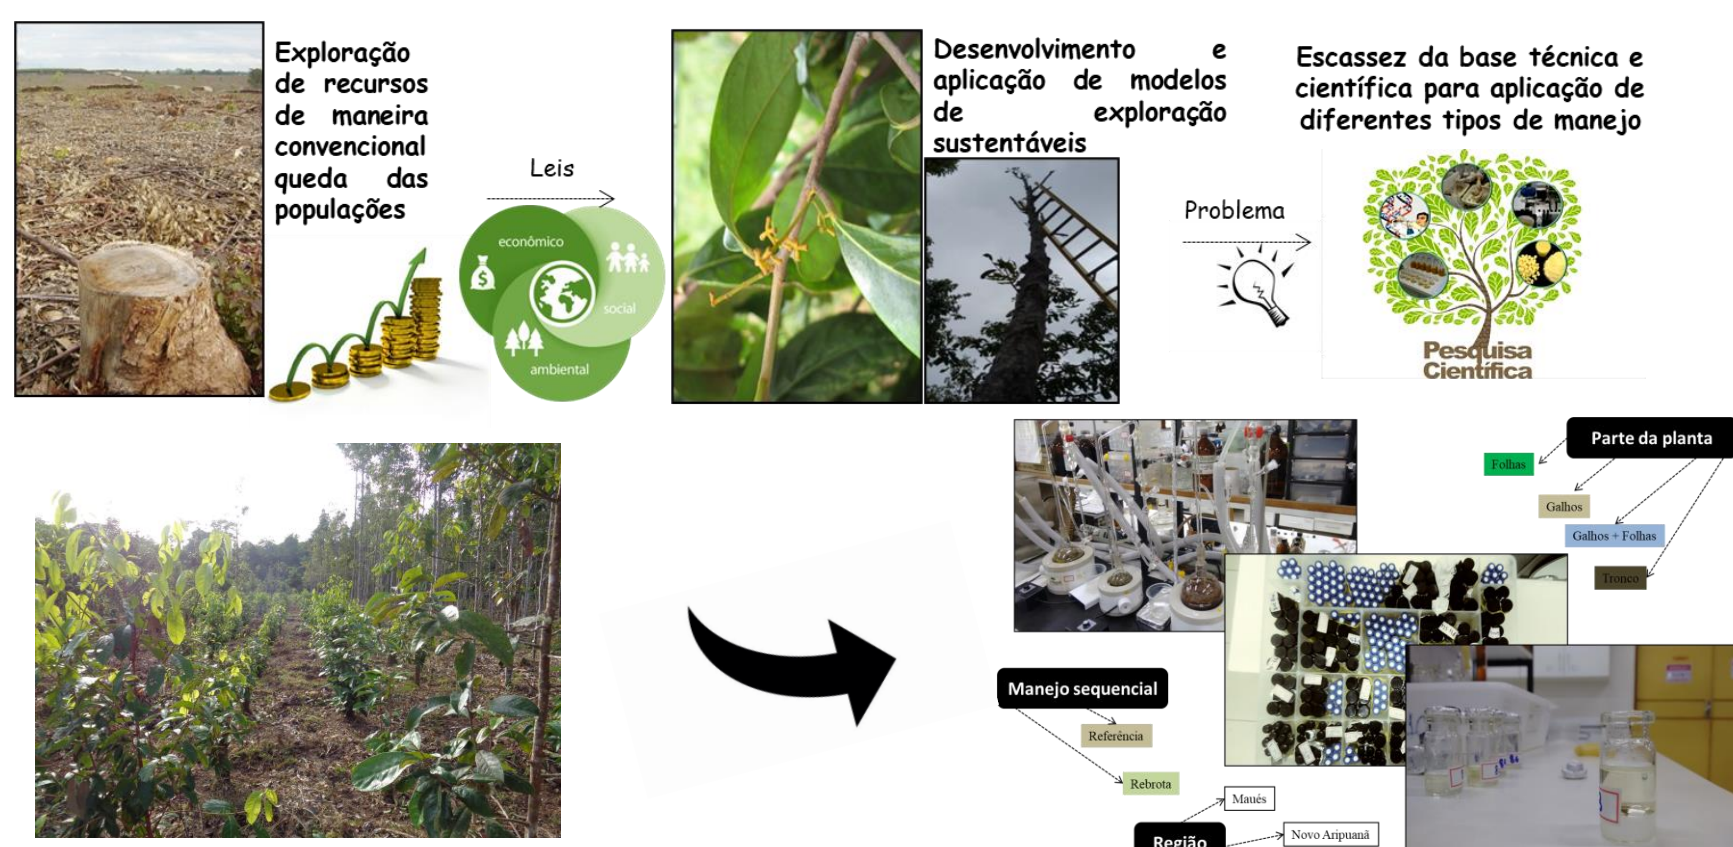 Exploração
de recursos
de maneira
convencional
queda das
populações
Leis
econômico
social
ambiental
Desenvolvimento e
aplicação de modelos
de exploração
sustentáveis
Problema
Escassez da base técnica e
científica para aplicação de
diferentes tipos de manejo
Pesquisa
Científica
Parte da planta
Folhas
Galhos
Galhos + Folhas
Tronco
Manejo sequencial
Referência
Rebrota
Maués
Região
Novo Aripuanã